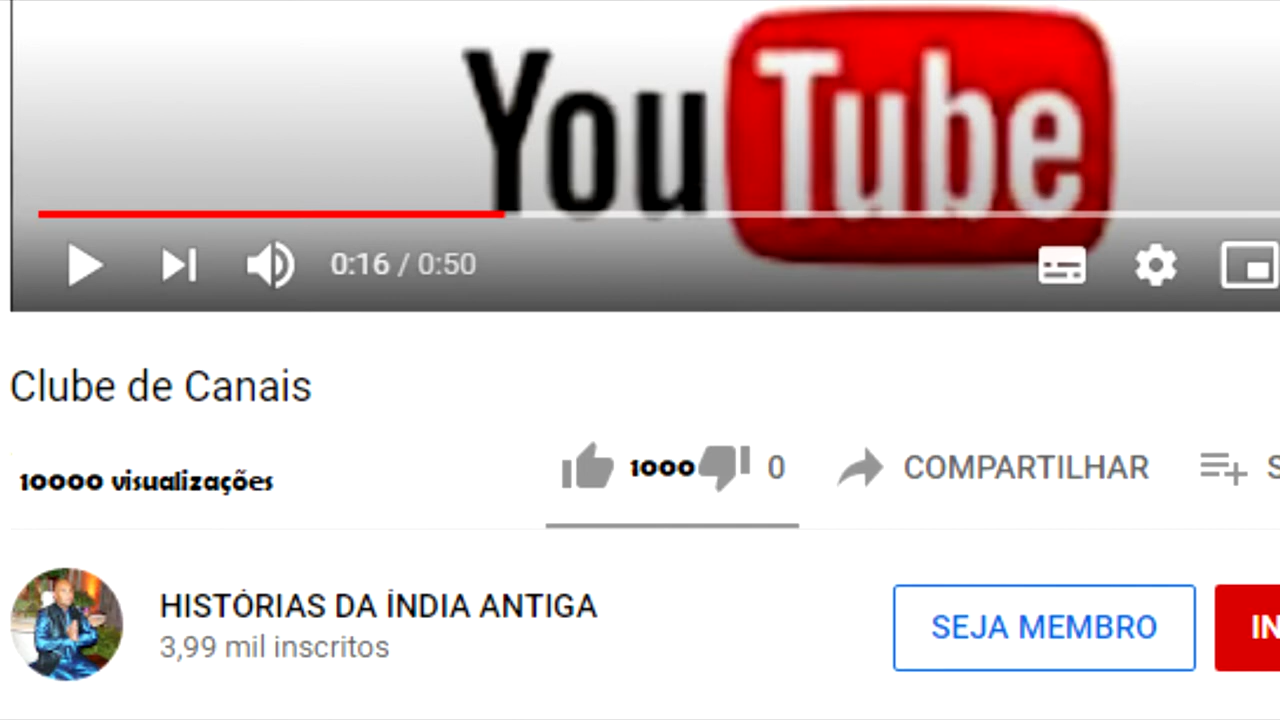 YouTube
0:16 / 0:50
Clube de Canais
10000 visualizações
1000 0 COMPARTILHAR S
HISTÓRIAS DA ÍNDIA ANTIGA
3,99 mil inscritos
SEJA MEMBRO IN